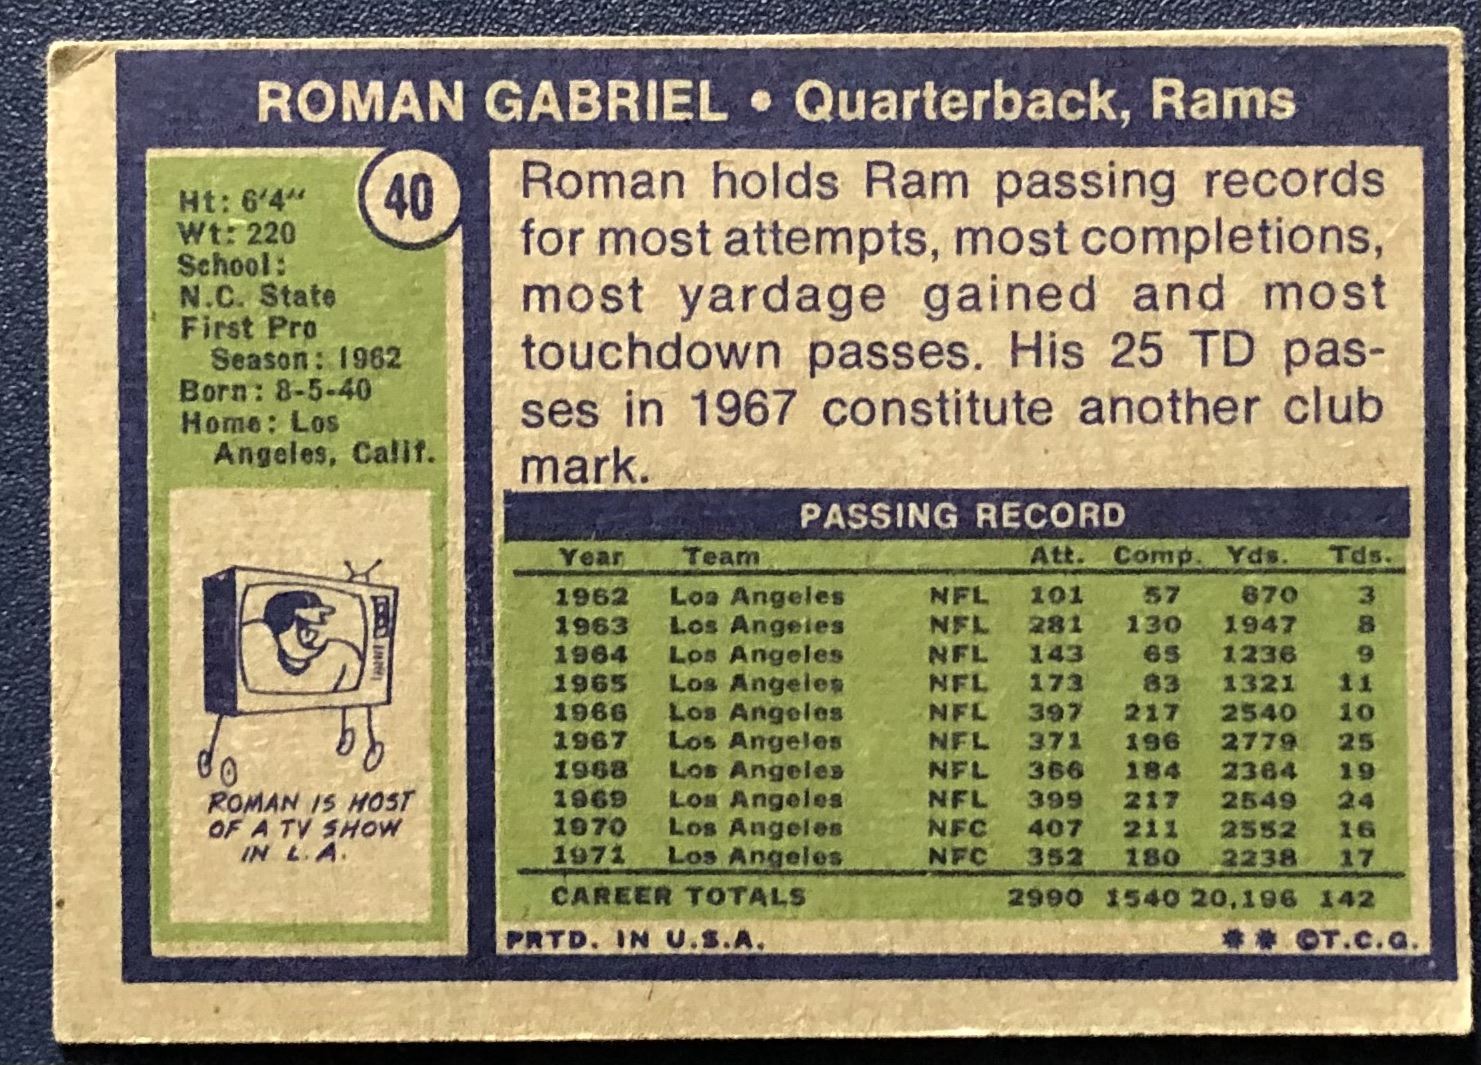 ROMAN GABRIEL • Quarterback, Rams
40
Ht: 6'4"
Wt: 220
School:
N.C. State
First Pro
Season: 1962
Born: 8-5-40
Home: Los
Angeles, Calif.
ROMAN IS HOST
OF A TV SHOW
IN L.A.
Roman holds Ram passing records
for most attempts, most completions,
most yardage gained and most
touchdown passes. His 25 TD pas-
ses in 1967 constitute another club
mark.
PASSING RECORD
Year Team Att. Comp. Yds. Tds.
1962 Los Angeles NFL 101 57 670 3
1963 Los Angeles NFL 281 130 1947 8
1964 Los Angeles NFL 143 65 1236 9
1965 Los Angeles NFL 173 83 1321 11
1966 Los Angeles NFL 397 217 2540 10
1967 Los Angeles NFL 371 196 2779 25
1968 Los Angeles NFL 366 184 2364 19
1969 Los Angeles NFL 399 217 2549 24
1970 Los Angeles NFC 407 211 2552 16
1971 Los Angeles NFC 352 180 2238 17
CAREER TOTALS 2990 1540 20,196 142
PRTD. IN U.S.A. ** ©T.C.G.